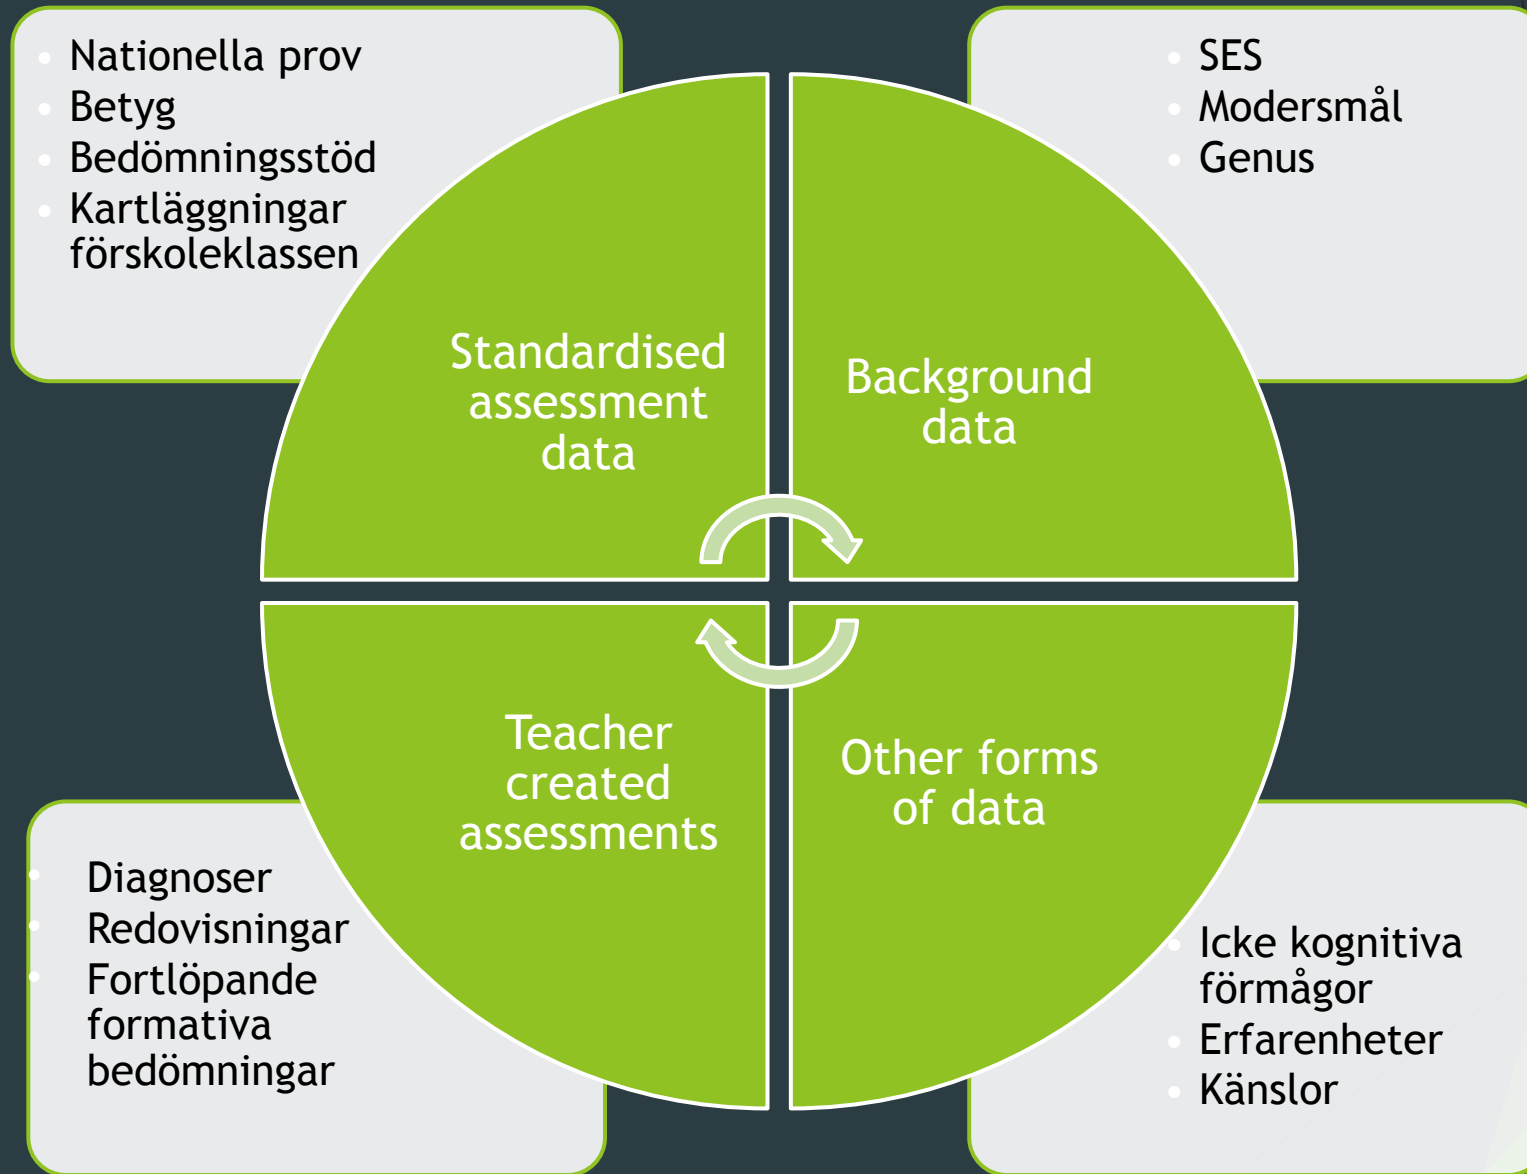 Nationella prov
Betyg
Bedömningsstöd
Kartläggningar
förskoleklassen
SES
Modersmål
Genus
Standardised
assessment
data
Background
data
Teacher
created
assessments
Other forms
of data
Diagnoser
Redovisningar
Fortlöpande
formativa
bedömningar
Icke kognitiva
förmågor
Erfarenheter
Känslor